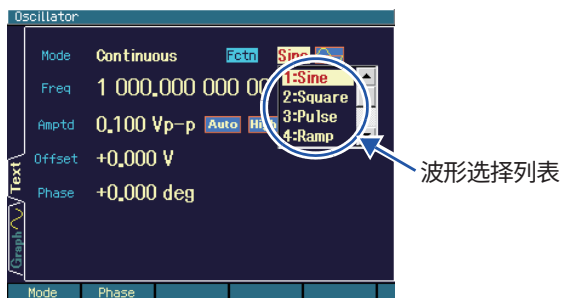 Oscillator
Mode Continuous Fctn Sine
Freq 1 000.000 000 00
1:Sine
2:Square
3:Pulse
4:Ramp
Amptd 0.100 Vp-p Auto High
Offset +0.000 V
Phase +0.000 deg
Text
Graph
波形选择列表
Mode Phase